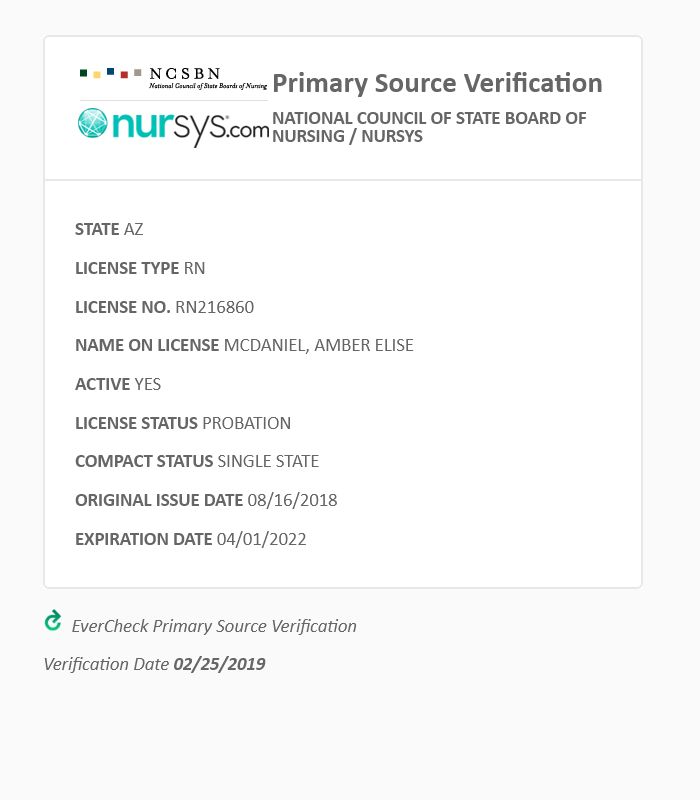 NCSBN
National Council of State Boards of Nursing
nursys.com
Primary Source Verification
NATIONAL COUNCIL OF STATE BOARD OF
NURSING / NURSYS
STATE AZ
LICENSE TYPE RN
LICENSE NO. RN216860
NAME ON LICENSE MCDANIEL, AMBER ELISE
ACTIVE YES
LICENSE STATUS PROBATION
COMPACT STATUS SINGLE STATE
ORIGINAL ISSUE DATE 08/16/2018
EXPIRATION DATE 04/01/2022
EverCheck Primary Source Verification
Verification Date 02/25/2019